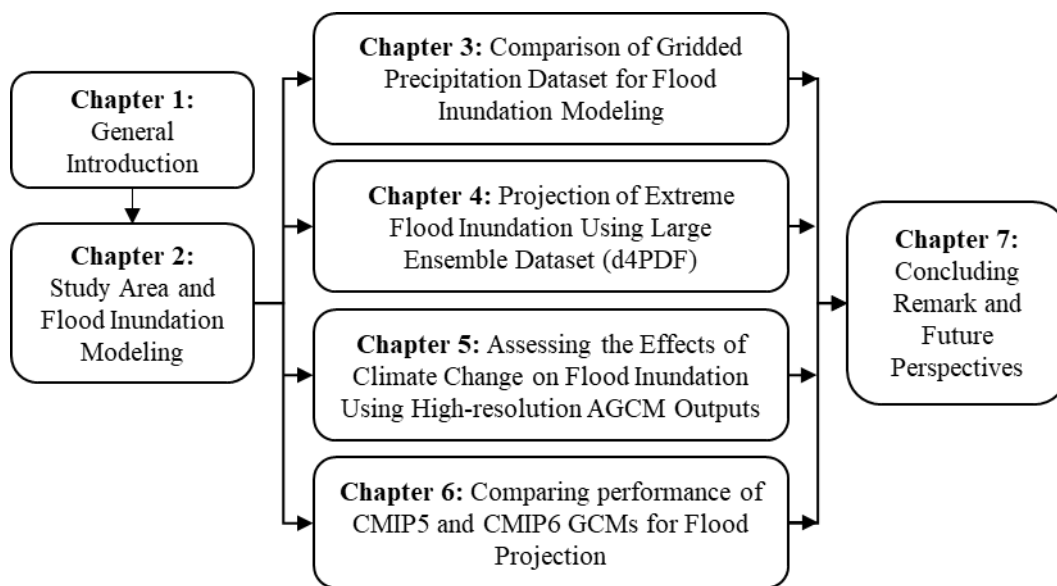 Chapter 1:
General
Introduction
Chapter 2:
Study Area and
Flood Inundation
Modeling
Chapter 3: Comparison of Gridded
Precipitation Dataset for Flood
Inundation Modeling
Chapter 4: Projection of Extreme
Flood Inundation Using Large
Ensemble Dataset (d4PDF)
Chapter 5: Assessing the Effects of
Climate Change on Flood Inundation
Using High-resolution AGCM Outputs
Chapter 6: Comparing performance of
CMIP5 and CMIP6 GCMs for Flood
Projection
Chapter 7:
Concluding
Remark and
Future
Perspectives